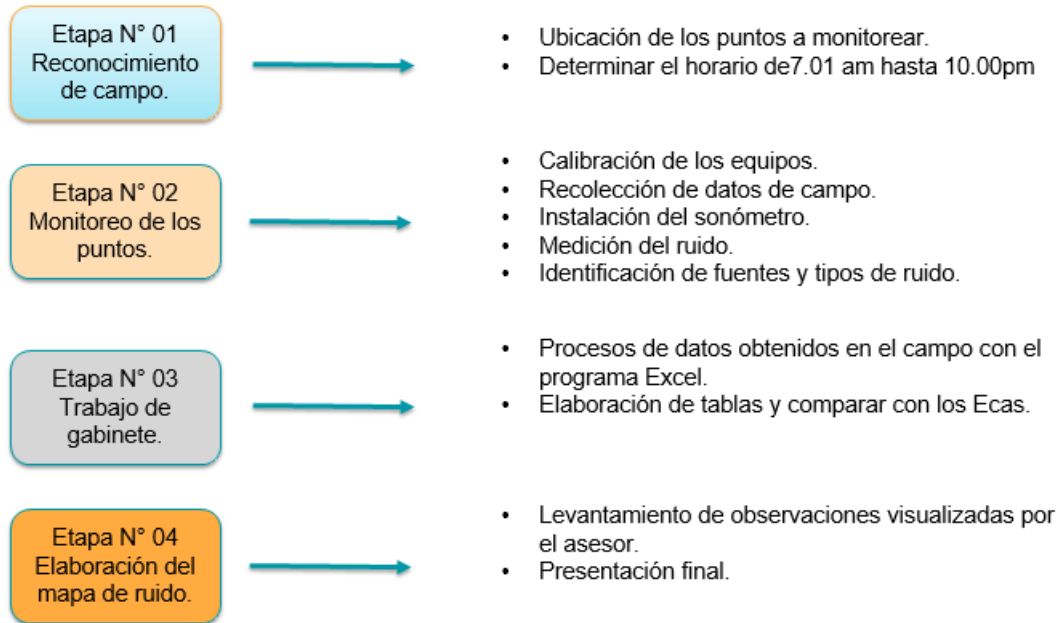 Etapa N° 01
Reconocimiento
de campo.
• Ubicación de los puntos a monitorear.
• Determinar el horario de7.01 am hasta 10.00pm
Etapa N° 02
Monitoreo de los
puntos.
• Calibración de los equipos.
• Recolección de datos de campo.
• Instalación del sonómetro.
• Medición del ruido.
• Identificación de fuentes y tipos de ruido.
Etapa N° 03
Trabajo de
gabinete.
• Procesos de datos obtenidos en el campo con el
programa Excel.
• Elaboración de tablas y comparar con los Ecas.
Etapa N° 04
Elaboración del
mapa de ruido.
• Levantamiento de observaciones visualizadas por
el asesor.
• Presentación final.